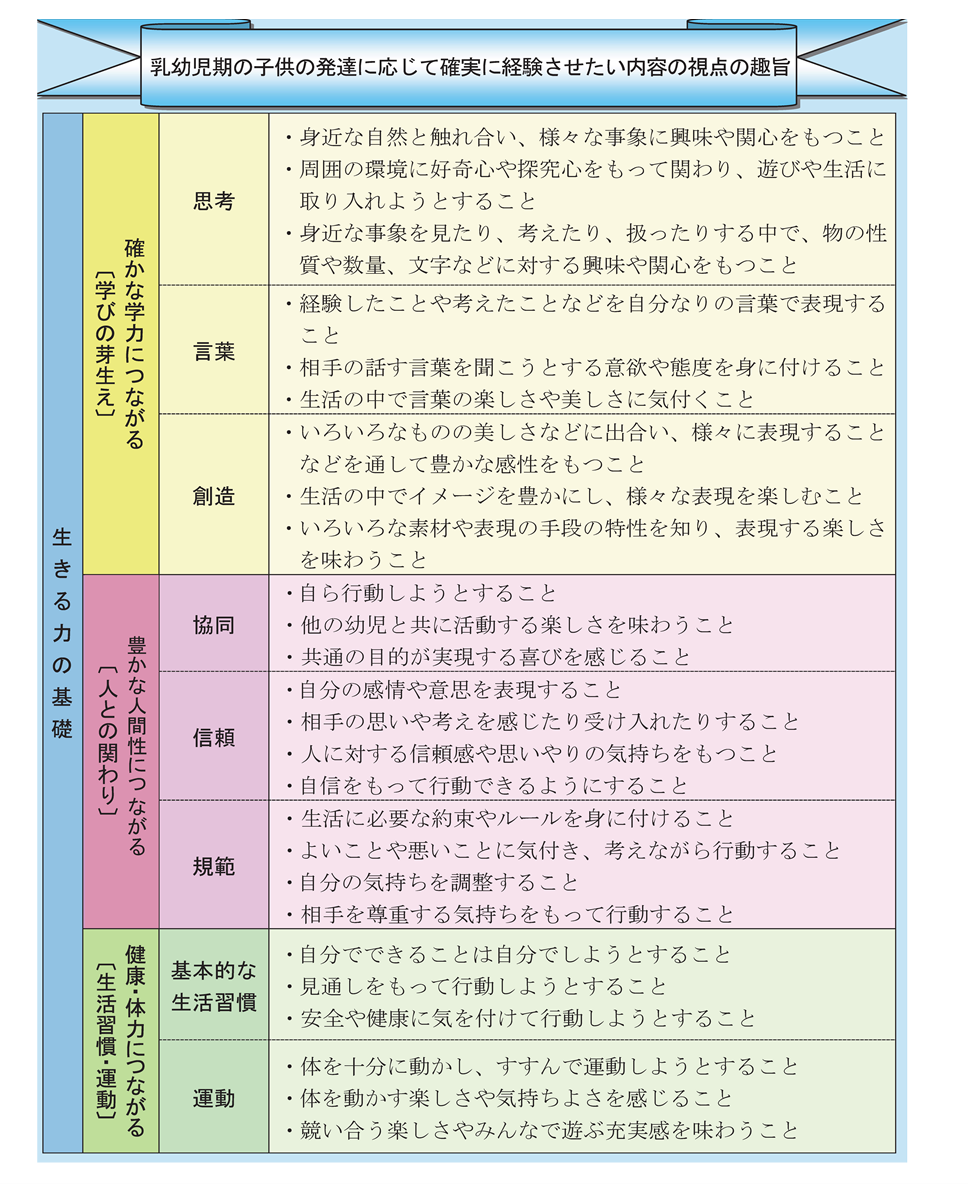 乳幼児期の子供の発達に応じて確実に経験させたい内容の視点の趣旨
生きる力の基礎
確かな学力につながる
〔学びの芽生え〕
思考
・身近な自然と触れ合い、様々な事象に興味や関心をもつこと
・周囲の環境に好奇心や探究心をもって関わり、遊びや生活に
取り入れようとすること
・身近な事象を見たり、考えたり、扱ったりする中で、物の性
質や数量、文字などに対する興味や関心をもつこと
言葉
・経験したことや考えたことなどを自分なりの言葉で表現する
こと
・相手の話す言葉を聞こうとする意欲や態度を身に付けること
・生活の中で言葉の楽しさや美しさに気付くこと
創造
・いろいろなものの美しさなどに出合い、様々に表現すること
などを通して豊かな感性をもつこと
・生活の中でイメージを豊かにし、様々な表現を楽しむこと
・いろいろな素材や表現の手段の特性を知り、表現する楽しさ
を味わうこと
豊かな人間性につながる
〔人との関わり〕
協同
・自ら行動しようとすること
・他の幼児と共に活動する楽しさを味わうこと
・共通の目的が実現する喜びを感じること
信頼
・自分の感情や意思を表現すること
・相手の思いや考えを感じたり受け入れたりすること
・人に対する信頼感や思いやりの気持ちをもつこと
・自信をもって行動できるようにすること
規範
・生活に必要な約束やルールを身に付けること
・よいことや悪いことに気付き、考えながら行動すること
・自分の気持ちを調整すること
・相手を尊重する気持ちをもって行動すること
健康・体力につながる
〔生活習慣・運動〕
基本的な
生活習慣
・自分でできることは自分でしようとすること
・見通しをもって行動しようとすること
・安全や健康に気を付けて行動しようとすること
運動
・体を十分に動かし、すすんで運動しようとすること
・体を動かす楽しさや気持ちよさを感じること
・競い合う楽しさやみんなで遊ぶ充実感を味わうこと